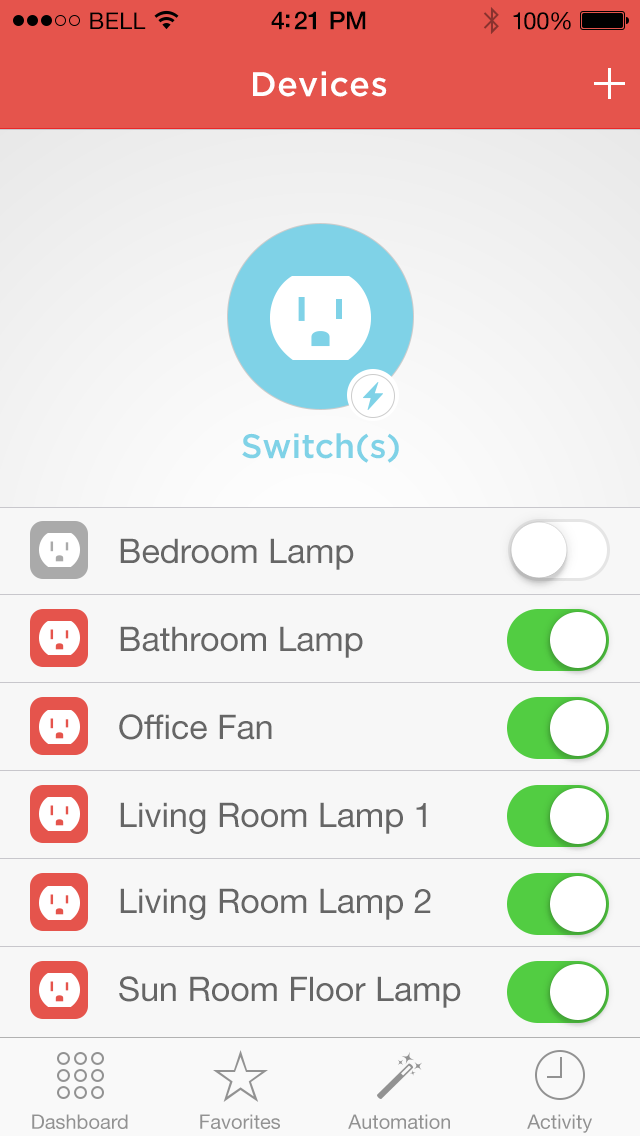 BELL 4:21 PM 100%
Devices
Switch(s)
Bedroom Lamp
Bathroom Lamp
Office Fan
Living Room Lamp 1
Living Room Lamp 2
Sun Room Floor Lamp
Dashboard Favorites Automation Activity